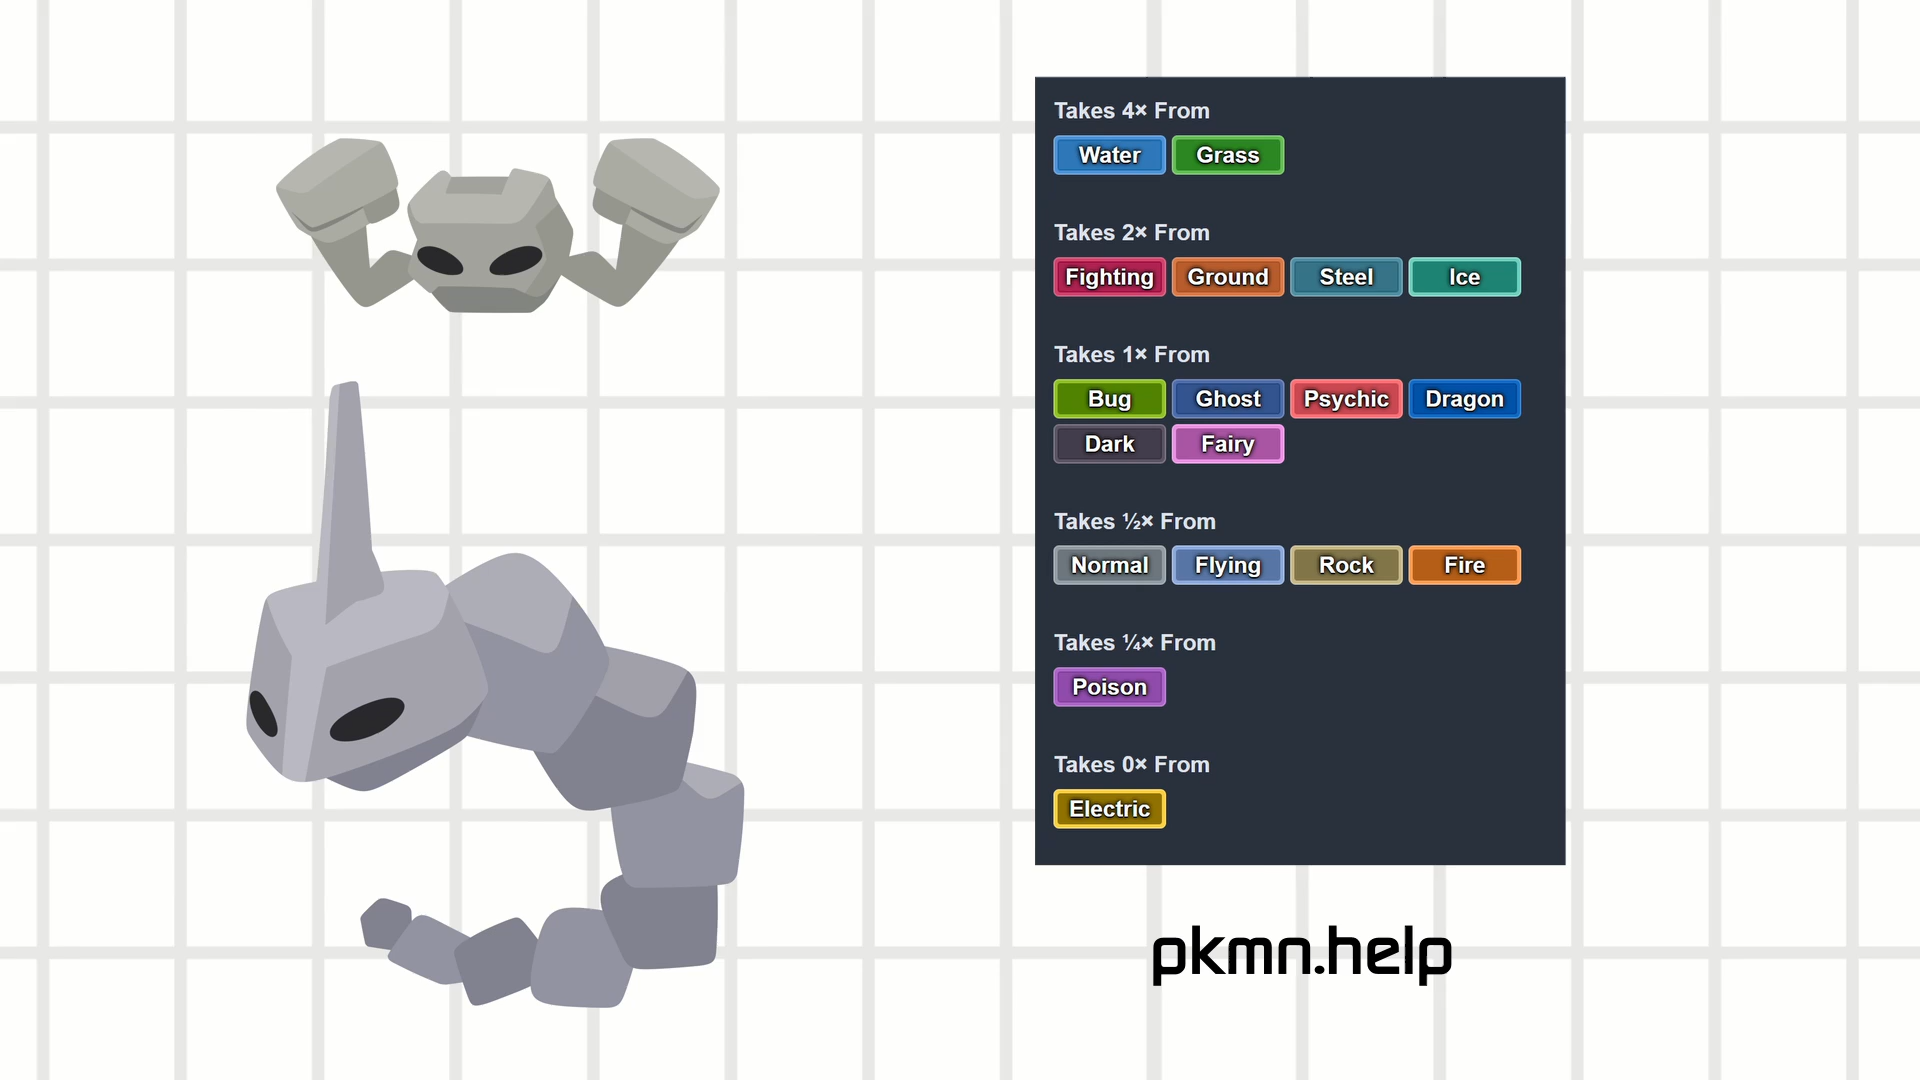 Takes 4× From
Water Grass
Takes 2× From
Fighting Ground Steel Ice
Takes 1× From
Bug Ghost Psychic Dragon
Dark Fairy
Takes ½× From
Normal Flying Rock Fire
Takes ¼× From
Poison
Takes 0× From
Electric
pkmn.help